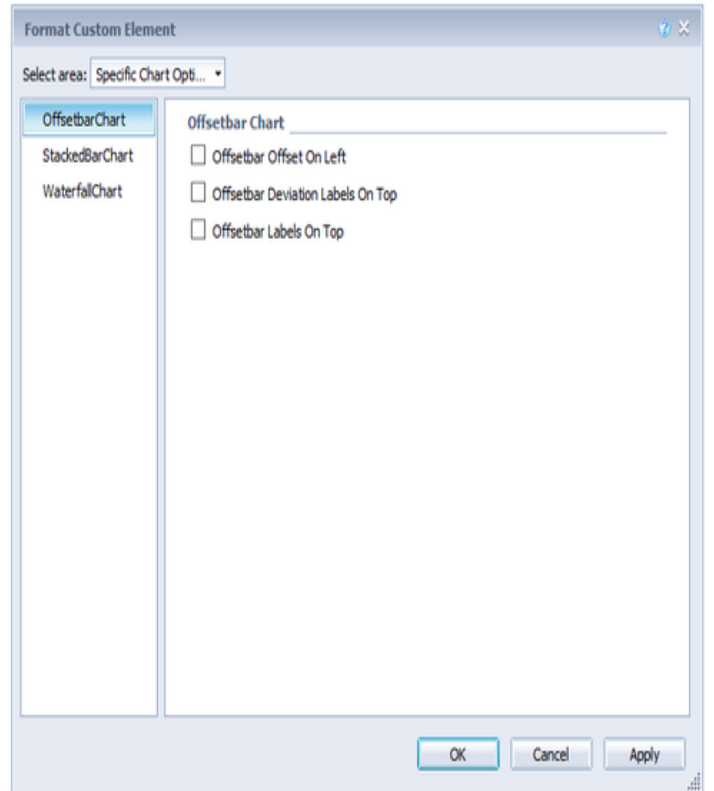 Format Custom Element
Select area: Specific Chart Opti...
OffsetbarChart
StackedBarChart
WaterfallChart
Offsetbar Chart
Offsetbar Offset On Left
Offsetbar Deviation Labels On Top
Offsetbar Labels On Top
OK Cancel Apply